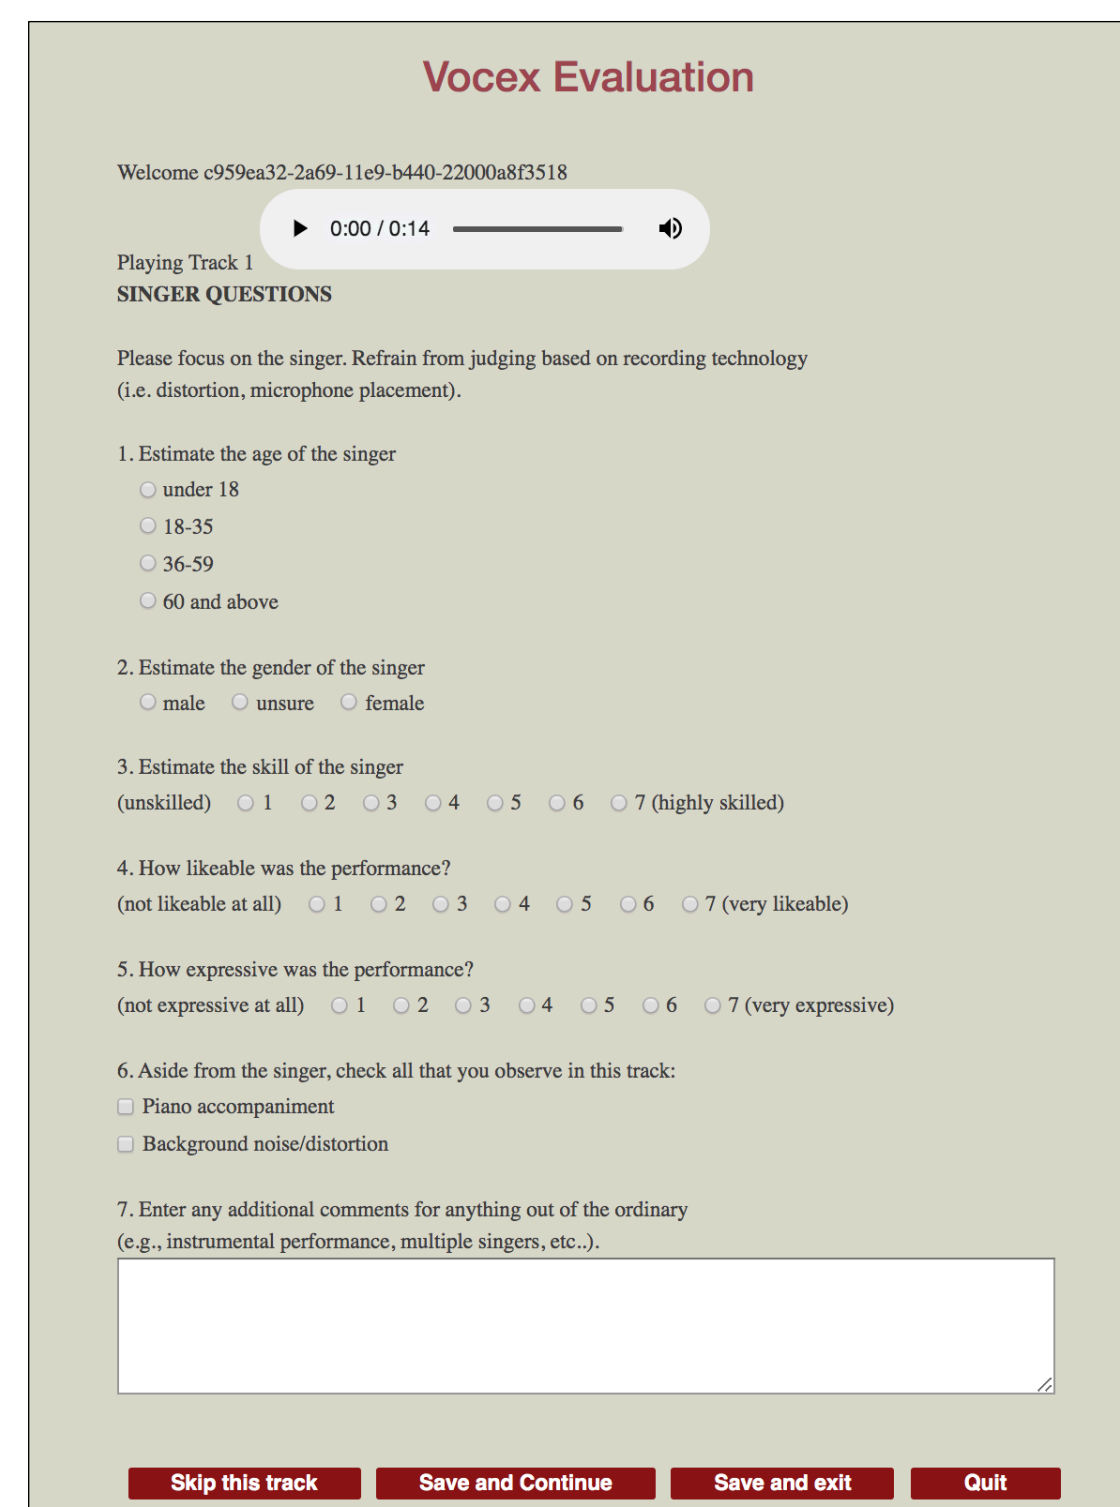 Vocex Evaluation
Welcome c959ea32-2a69-11e9-b440-22000a8f3518
0:00 / 0:14
Playing Track 1
SINGER QUESTIONS
Please focus on the singer. Refrain from judging based on recording technology
(i.e. distortion, microphone placement).
1. Estimate the age of the singer
under 18
18-35
36-59
60 and above
2. Estimate the gender of the singer
male unsure female
3. Estimate the skill of the singer
(unskilled) 1 2 3 4 5 6 7 (highly skilled)
4. How likeable was the performance?
(not likeable at all) 1 2 3 4 5 6 7 (very likeable)
5. How expressive was the performance?
(not expressive at all) 1 2 3 4 5 6 7 (very expressive)
6. Aside from the singer, check all that you observe in this track:
Piano accompaniment
Background noise/distortion
7. Enter any additional comments for anything out of the ordinary
(e.g., instrumental performance, multiple singers, etc..).
Skip this track Save and Continue Save and exit Quit